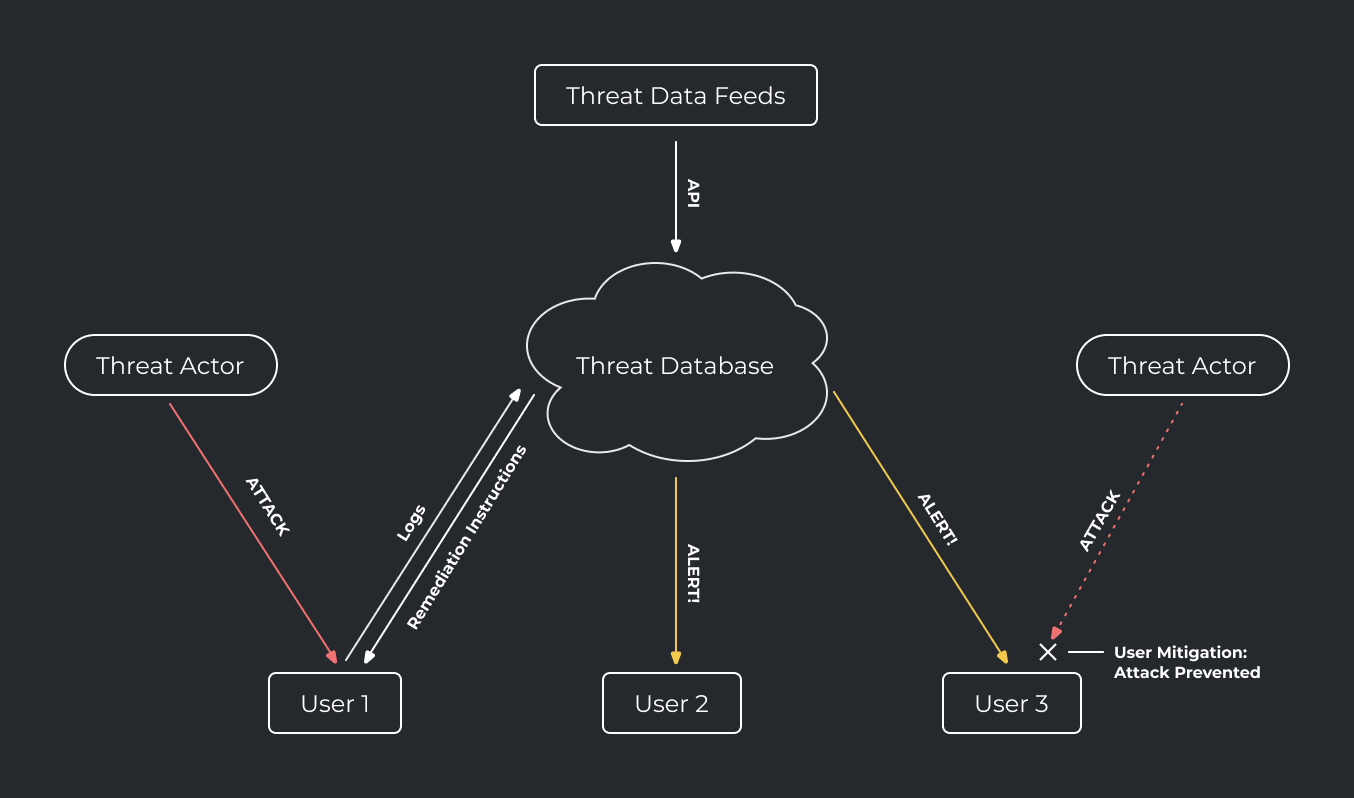 Threat Data Feeds
API
Threat Actor
Threat Database
Threat Actor
ATTACK
Logs
Remediation Instructions
ALERT!
ALERT!
ATTACK
User Mitigation:
Attack Prevented
User 1
User 2
User 3